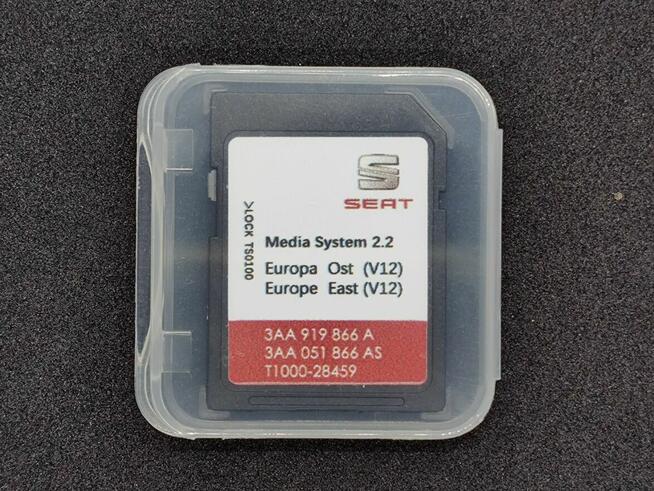 SEAT
>LOCK TS0100
Media System 2.2
Europa Ost (V12)
Europe East (V12)
3AA 919 866 A
3AA 051 866 AS
T1000-28459